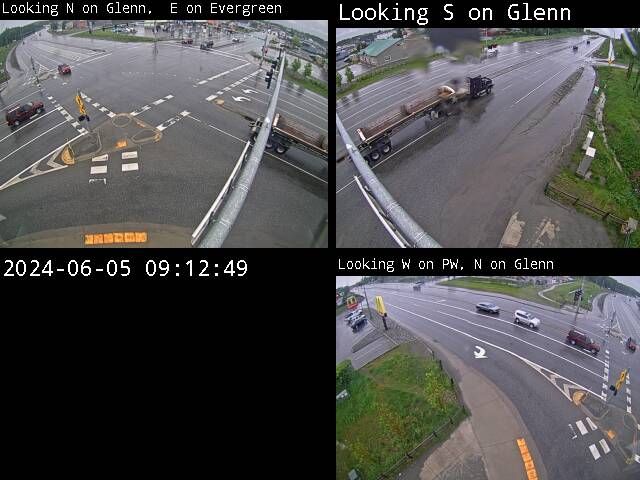 Looking N on Glenn,  E on Evergreen
Looking S on Glenn
2024-06-05 09:12:49
Looking W on PW, N on Glenn